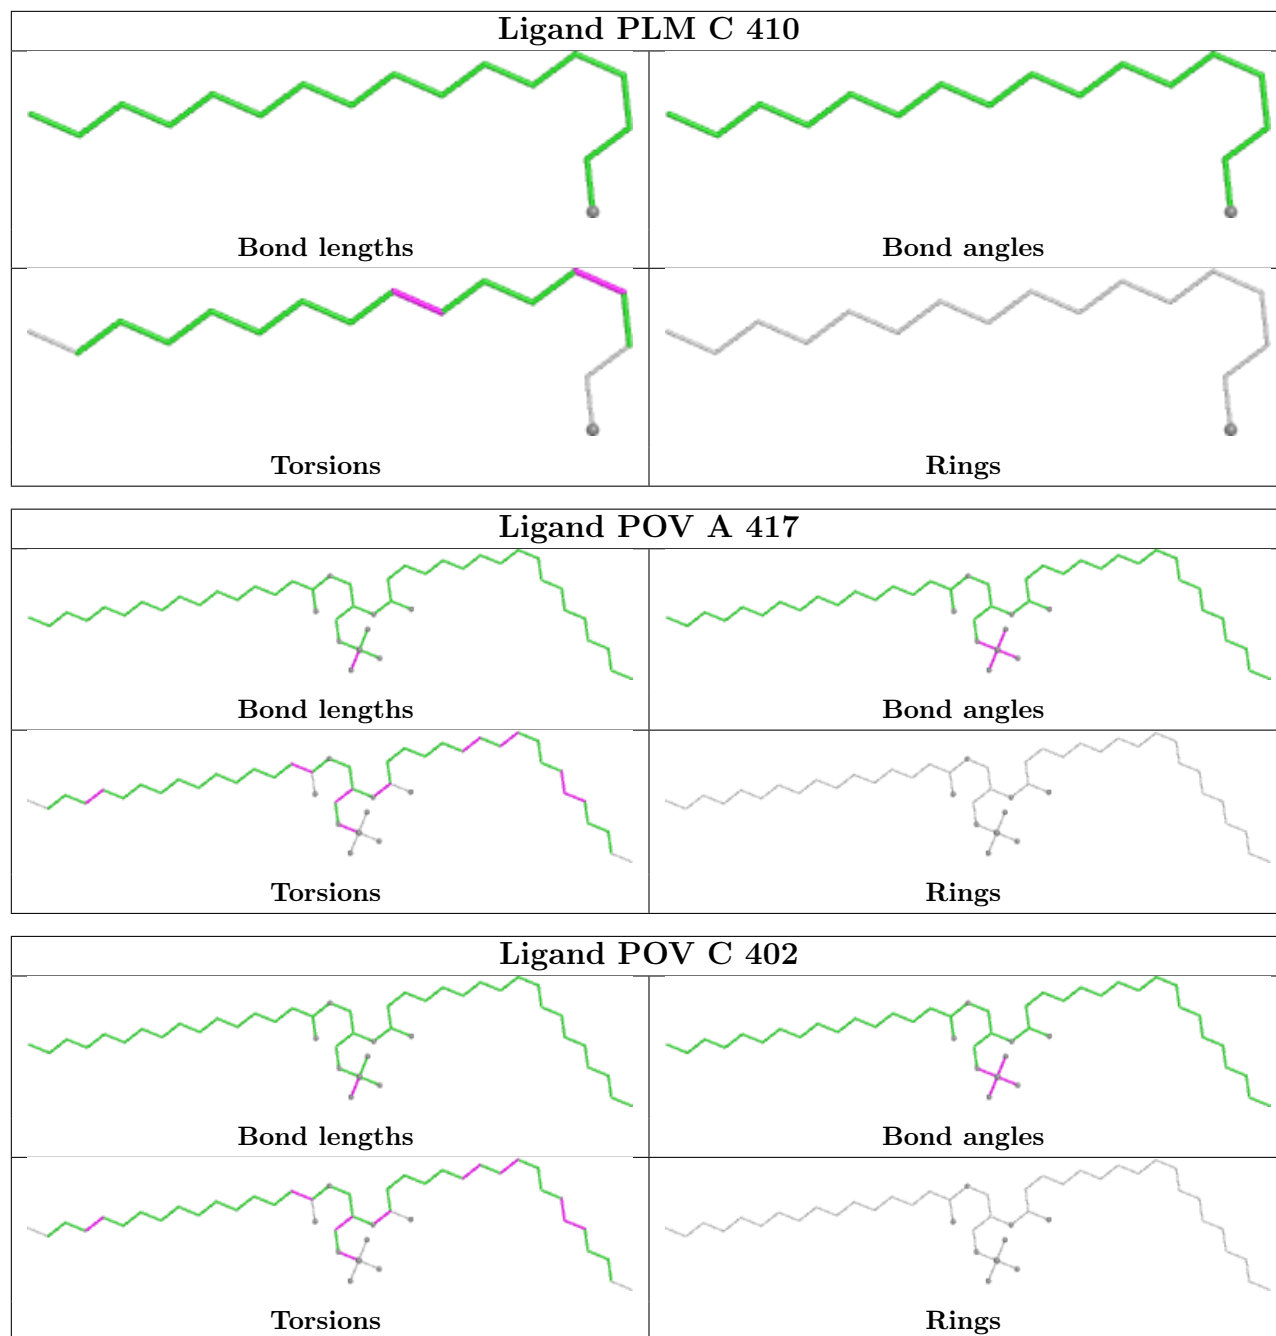 Ligand PLM C 410
Bond lengths
Bond angles
Torsions
Rings
Ligand POV A 417
Bond lengths
Bond angles
Torsions
Rings
Ligand POV C 402
Bond lengths
Bond angles
Torsions
Rings